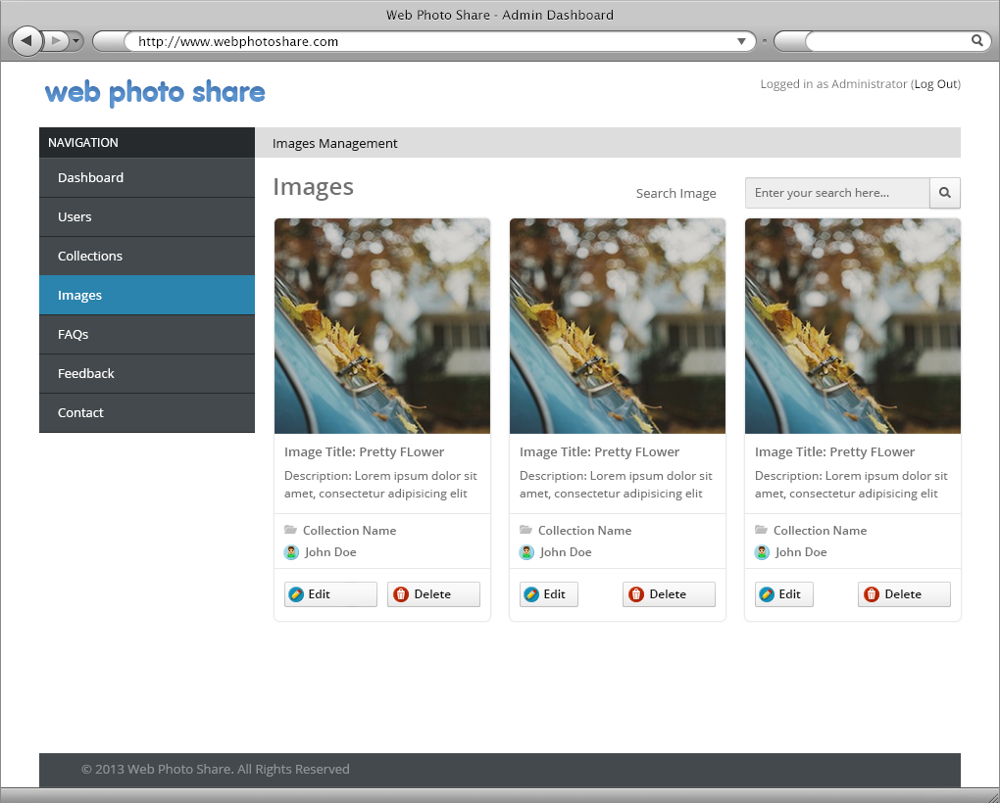 Web Photo Share - Admin Dashboard
http://www.webphotoshare.com
web photo share
Logged in as Administrator (Log Out)
NAVIGATION
Dashboard
Users
Collections
Images
FAQs
Feedback
Contact
Images Management
Images
Search Image
Enter your search here...
Image Title: Pretty FLower
Description: Lorem ipsum dolor sit
amet, consectetur adipisicing elit
Collection Name
John Doe
Edit Delete
Image Title: Pretty FLower
Description: Lorem ipsum dolor sit
amet, consectetur adipisicing elit
Collection Name
John Doe
Edit Delete
Image Title: Pretty FLower
Description: Lorem ipsum dolor sit
amet, consectetur adipisicing elit
Collection Name
John Doe
Edit Delete
© 2013 Web Photo Share. All Rights Reserved